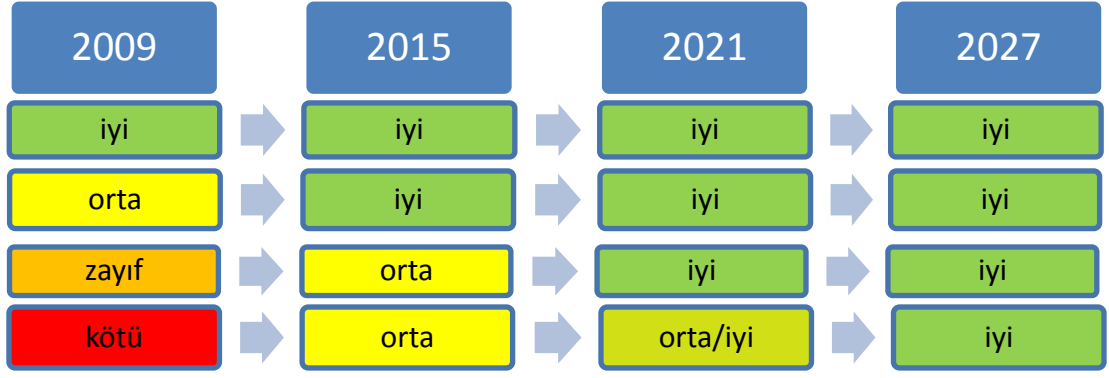 2009 2015 2021 2027
iyi iyi iyi iyi
orta iyi iyi iyi
zayıf orta iyi iyi
kötü orta orta/iyi iyi